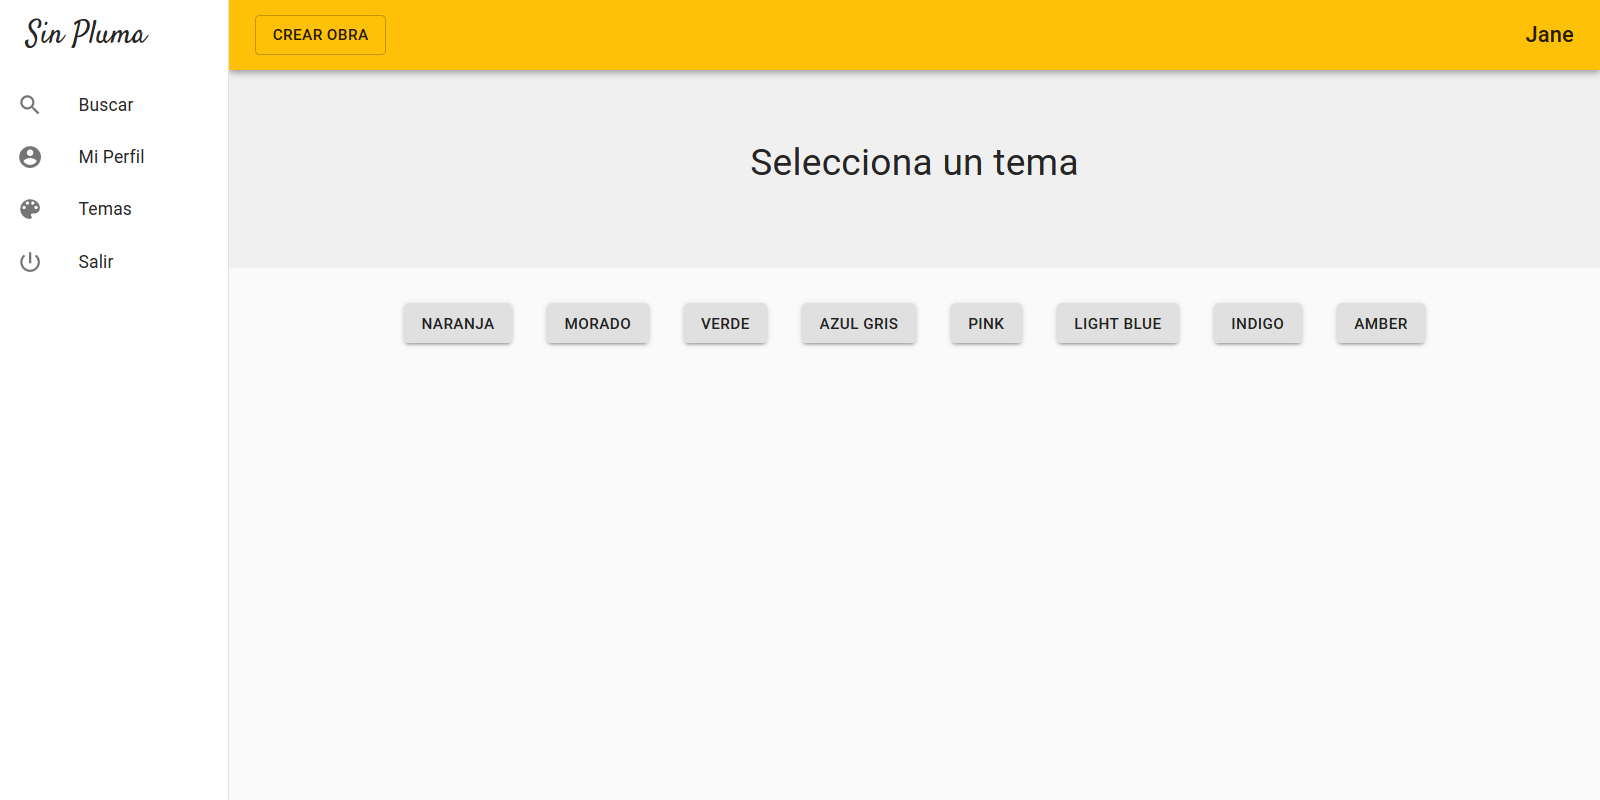 Sin Pluma
Buscar
Mi Perfil
Temas
Salir
CREAR OBRA
Jane
Selecciona un tema
NARANJA
MORADO
VERDE
AZUL GRIS
PINK
LIGHT BLUE
INDIGO
AMBER